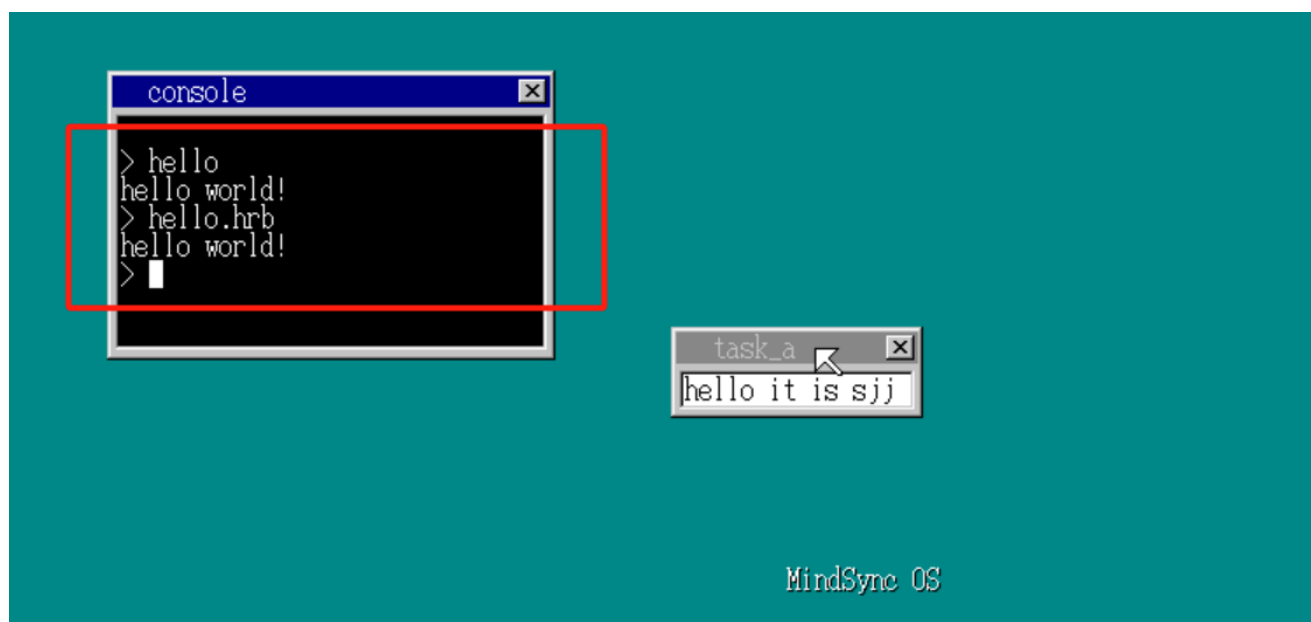 console
> hello
hello world!
> hello.hrb
hello world!
>
task_a
hello it is sjj
MindSync OS